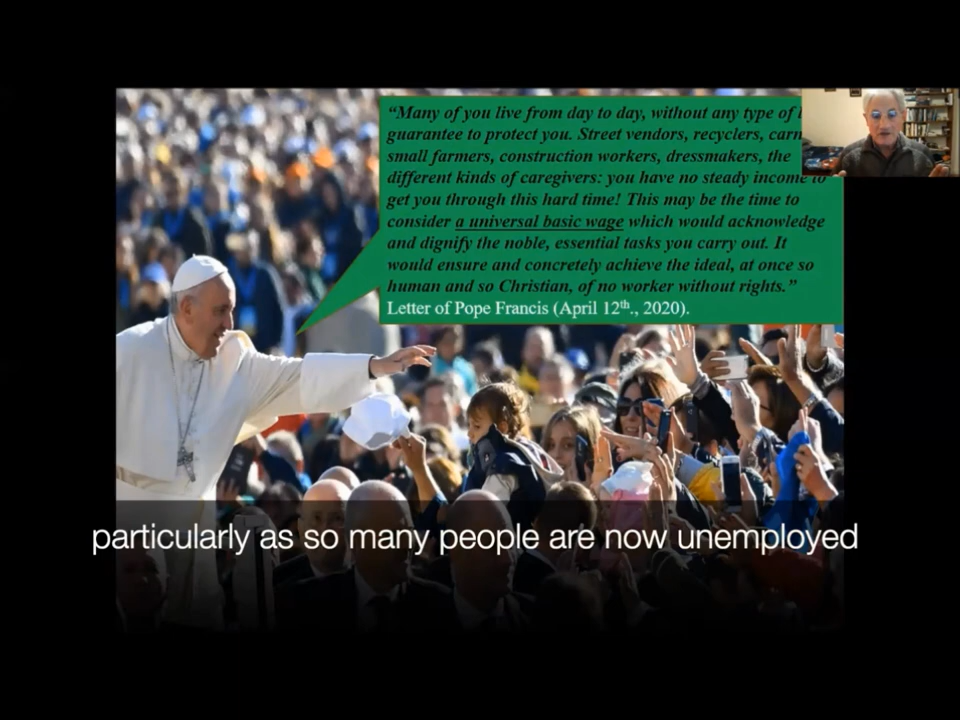 “Many of you live from day to day, without any type of
guarantee to protect you. Street vendors, recyclers,
small farmers, construction workers, dressmakers, the
different kinds of caregivers: you have no steady income to
get you through this hard time! This may be the time to
consider a universal basic wage which would acknowledge
and dignify the noble, essential tasks you carry out. It
would ensure and concretely achieve the ideal, at once so
human and so Christian, of no worker without rights.”
Letter of Pope Francis (April 12th., 2020).
particularly as so many people are now unemployed